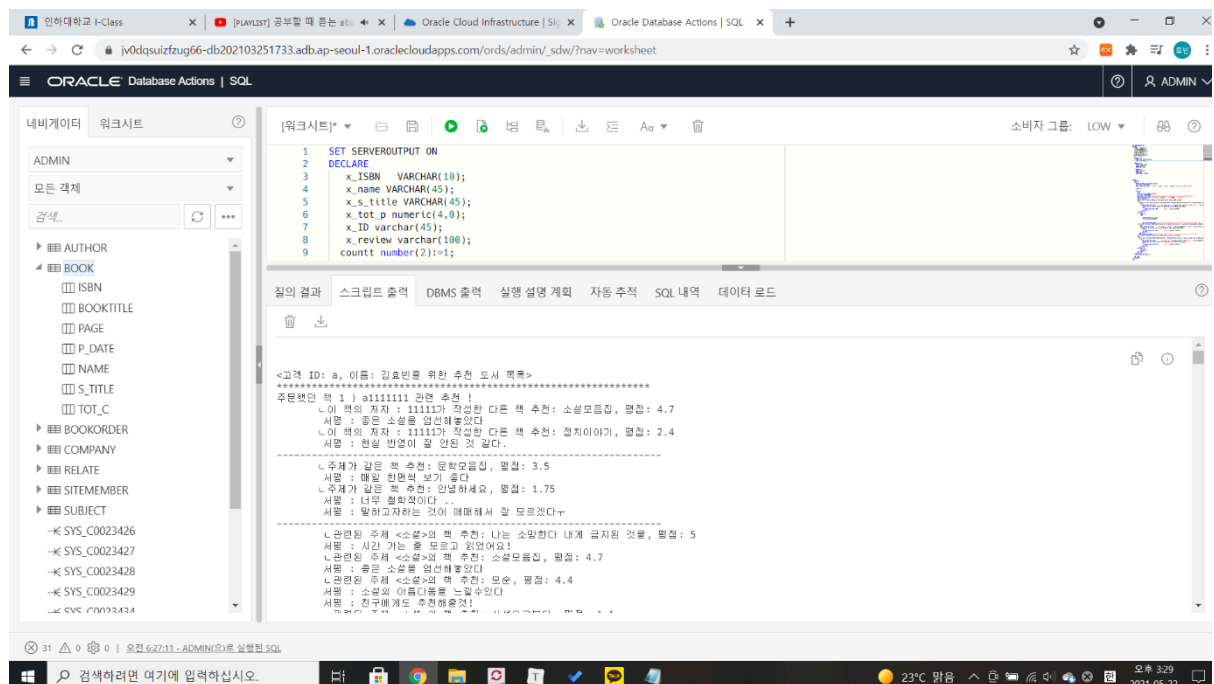 인하대학교 I-Class
[PLAYLIST] 공부할 때 듣는
Oracle Cloud Infrastructure | Sig
Oracle Database Actions | SQL
jv0dqsuizfzug66-db202103251733.adb.ap-seoul-1.oraclecloudapps.com/ords/admin/_sdw/?nav=worksheet
ORACLE Database Actions | SQL
ADMIN
네비게이터 워크시트
[워크시트]*
Aa
소비자 그룹: LOW
ADMIN
모든 객체
검색...
AUTHOR
BOOK
ISBN
BOOKTITLE
PAGE
P_DATE
NAME
S_TITLE
TOT_C
BOOKORDER
COMPANY
RELATE
SITEMEMBER
SUBJECT
SYS_C0023426
SYS_C0023427
SYS_C0023428
SYS_C0023429
SYS_C0023434
1 SET SERVEROUTPUT ON
2 DECLARE
3 x_ISBN VARCHAR(10);
4 x_name VARCHAR(45);
5 x_s_title VARCHAR(45);
6 x_tot_p numeric(4,0);
7 x_ID varchar(45);
8 x_review varchar(100);
9 countt number(2):=1;
질의 결과 스크립트 출력 DBMS 출력 실행 설명 계획 자동 추적 SQL 내역 데이터 로드
<고객 ID: a, 이름: 김효빈을 위한 추천 도서 목록>
******************************************************************
주문했던 책 1 ) a1111111 관련 추천 !
ㄴ이 책의 저자 : 11111가 작성한 다른 책 추천: 소설모음집, 평점: 4.7
서평 : 좋은 소설을 엄선해놓았다
ㄴ이 책의 저자 : 11111가 작성한 다른 책 추천: 정치이야기, 평점: 2.4
서평 : 현실 반영이 잘 안된 것 같다.
--------------------------------------------------------------------
ㄴ주제가 같은 책 추천: 문학모음집, 평점: 3.5
서평 : 매일 한편씩 보기 좋다
ㄴ주제가 같은 책 추천: 안녕하세요, 평점: 1.75
서평 : 너무 철학적이다 ..
서평 : 말하고자하는 것이 애매해서 잘 모르겠다ㅜ
--------------------------------------------------------------------
ㄴ관련된 주제 <소설>의 책 추천: 나는 소망한다 내게 금지된 것을, 평점: 5
서평 : 시간 가는 줄 모르고 읽었어요!
ㄴ관련된 주제 <소설>의 책 추천: 소설모음집, 평점: 4.7
서평 : 좋은 소설을 엄선해놓았다
ㄴ관련된 주제 <소설>의 책 추천: 모순, 평점: 4.4
서평 : 소설의 아름다움을 느낄수있다
서평 : 친구에게도 추천해줄것!
31 0 0 | 오전 6:27:11 - ADMIN(으)로 실행된 SQL
검색하려면 여기에 입력하십시오.
23°C 맑음
오후 3:29